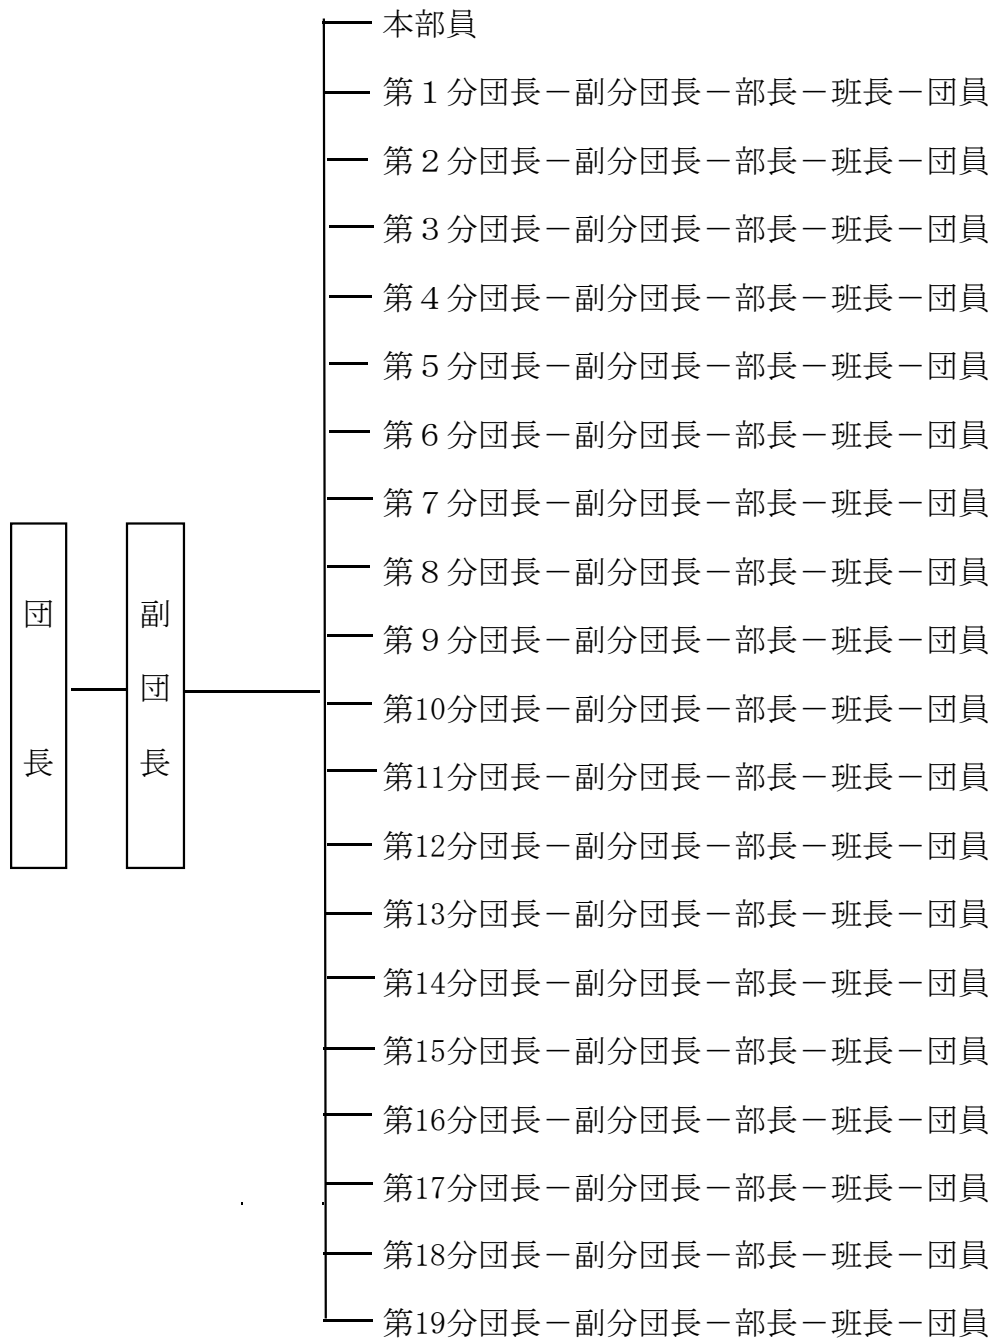 団長
副団長
本部員
第１分団長－副分団長－部長－班長－団員
第２分団長－副分団長－部長－班長－団員
第３分団長－副分団長－部長－班長－団員
第４分団長－副分団長－部長－班長－団員
第５分団長－副分団長－部長－班長－団員
第６分団長－副分団長－部長－班長－団員
第７分団長－副分団長－部長－班長－団員
第８分団長－副分団長－部長－班長－団員
第９分団長－副分団長－部長－班長－団員
第10分団長－副分団長－部長－班長－団員
第11分団長－副分団長－部長－班長－団員
第12分団長－副分団長－部長－班長－団員
第13分団長－副分団長－部長－班長－団員
第14分団長－副分団長－部長－班長－団員
第15分団長－副分団長－部長－班長－団員
第16分団長－副分団長－部長－班長－団員
第17分団長－副分団長－部長－班長－団員
第18分団長－副分団長－部長－班長－団員
第19分団長－副分団長－部長－班長－団員